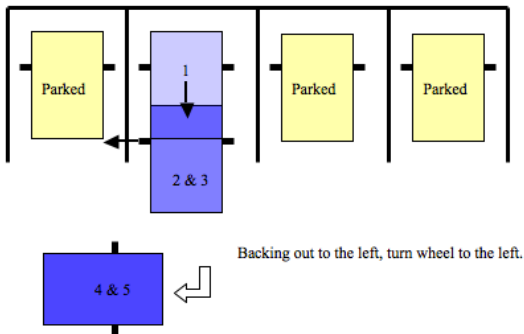 1
Parked
Parked
Parked
2 & 3
Backing out to the left, turn wheel to the left.
4 & 5